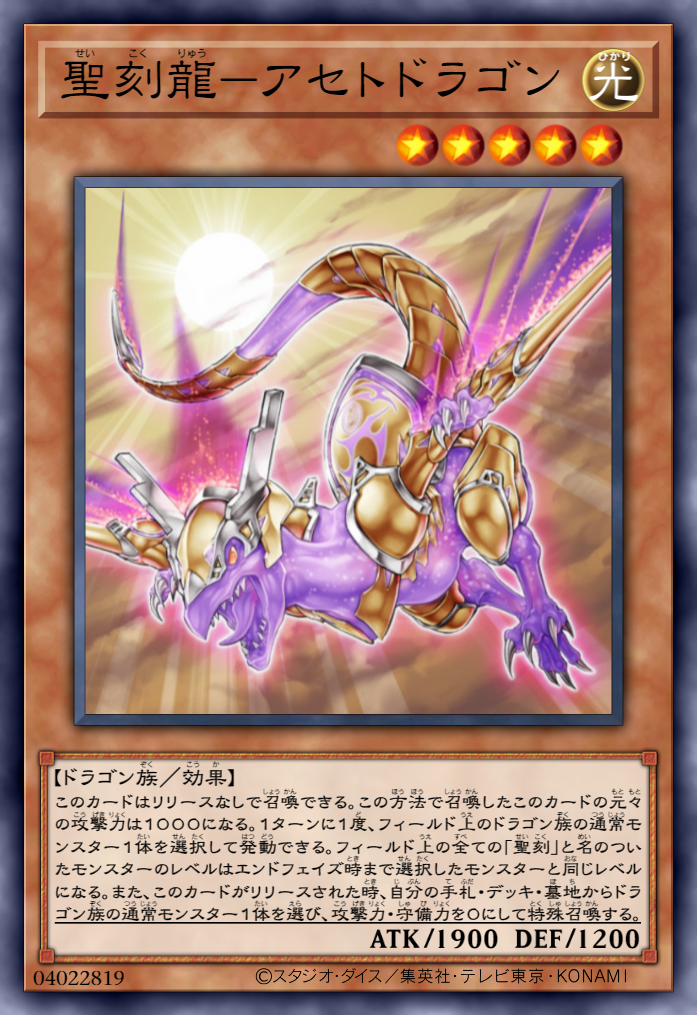 聖刻龍－アセトドラゴン
光
【ドラゴン族／効果】
このカードはリリースなしで召喚できる。この方法で召喚したこのカードの元々
の攻撃力は１０００になる。１ターンに１度、フィールド上のドラゴン族の通常モ
ンスター１体を選択して発動できる。フィールド上の全ての「聖刻」と名のつい
たモンスターのレベルはエンドフェイズ時まで選択したモンスターと同じレベル
になる。また、このカードがリリースされた時、自分の手札・デッキ・墓地からドラ
ゴン族の通常モンスター１体を選び、攻撃力・守備力を０にして特殊召喚する。
ATK/1900 DEF/1200
04022819 ©スタジオ・ダイス／集英社・テレビ東京・KONAMI